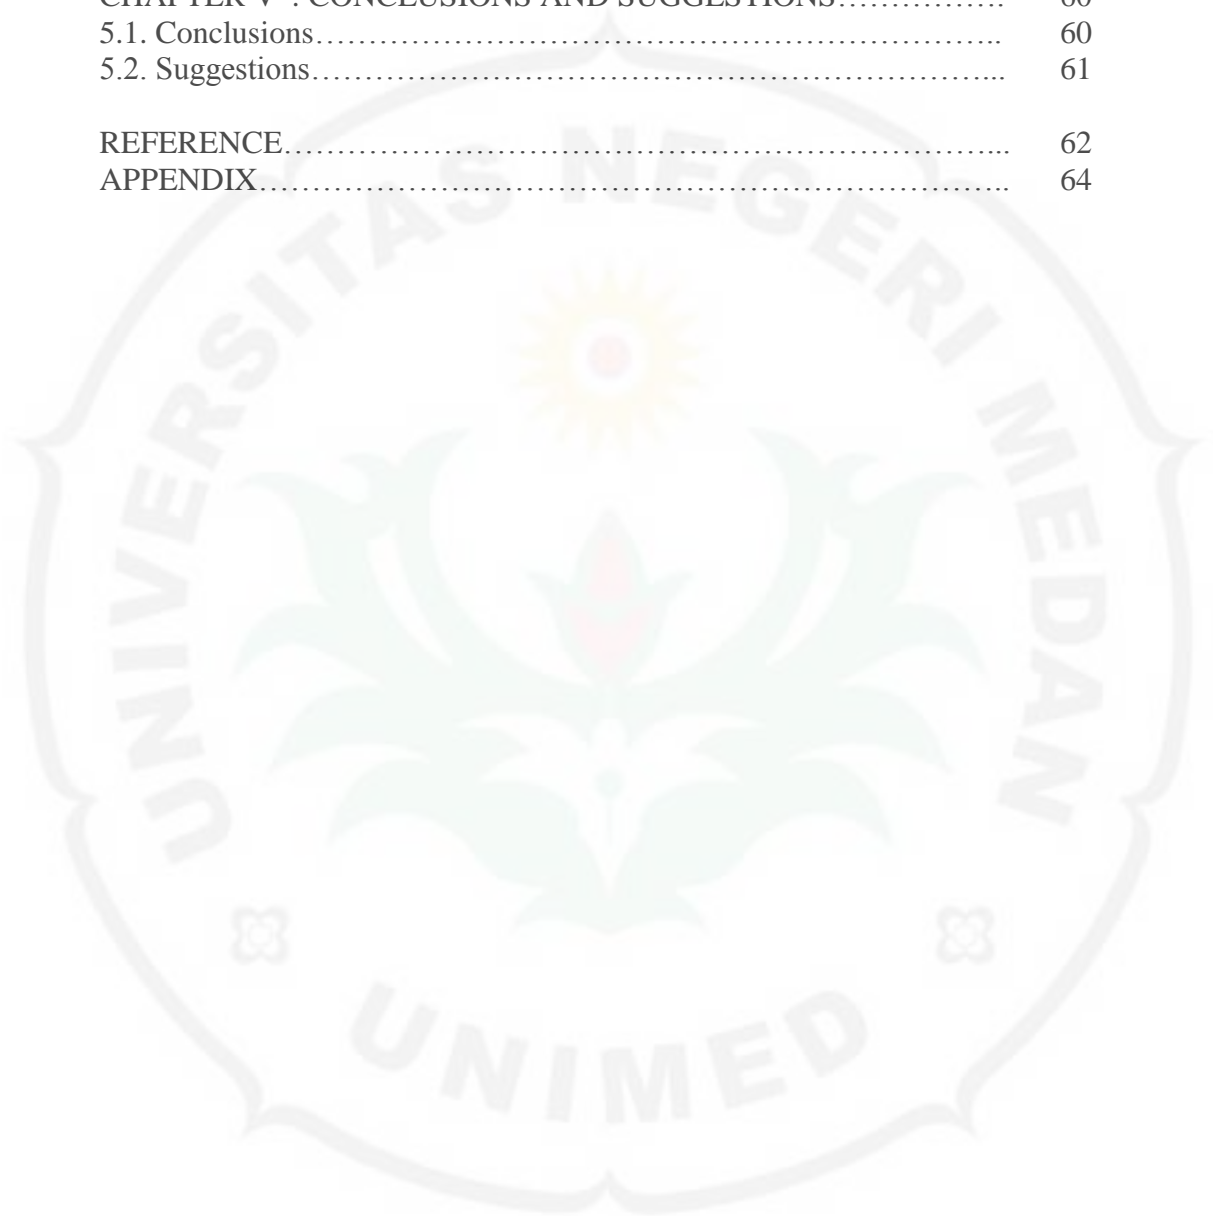 CHAPTER V : CONCLUSIONS AND SUGGESTIONS……………. 60
5.1. Conclusions……………………………………………………….. 60
5.2. Suggestions………………………………………………………... 61
REFERENCE…………………………………………………………... 62
APPENDIX…………………………………………………………….. 64
UNIVERSITAS NEGERI MEDAN
UNIMED